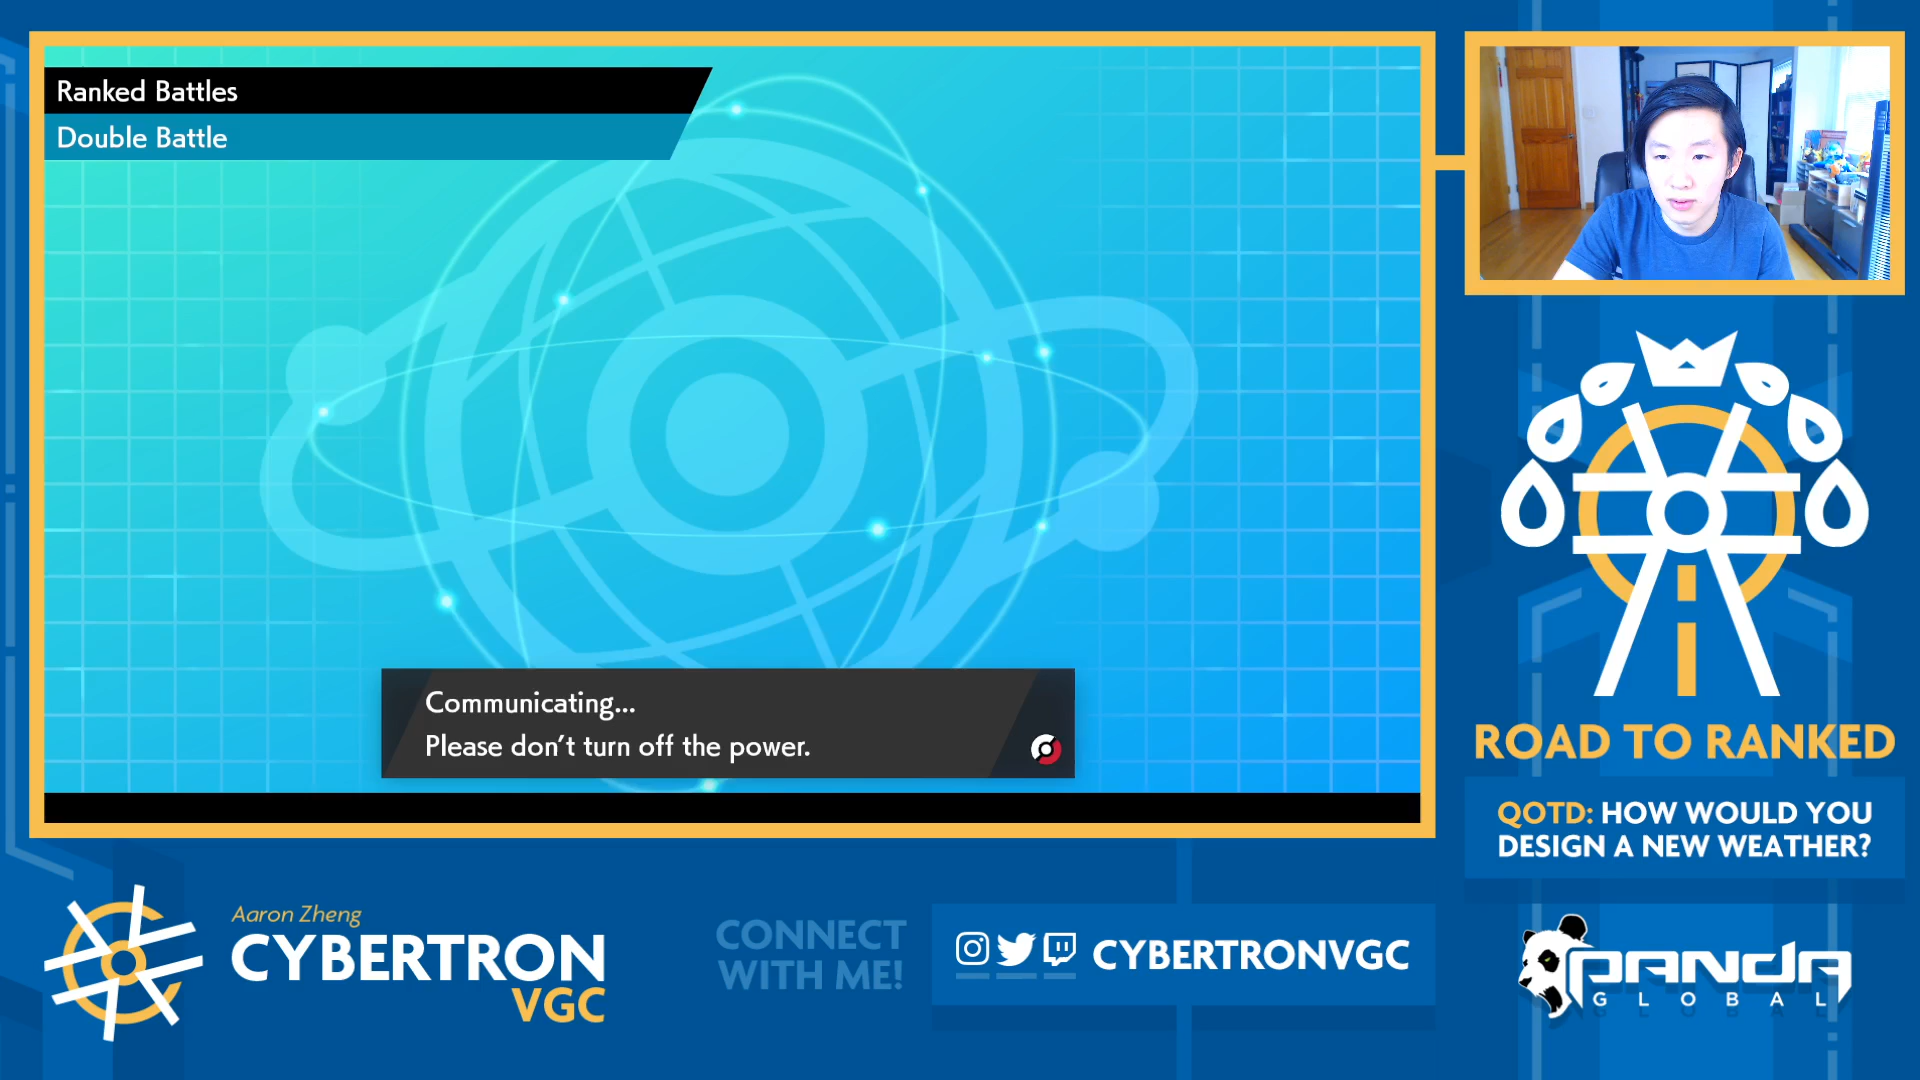 Ranked Battles
Double Battle
Communicating...
Please don't turn off the power.
ROAD TO RANKED
QOTD: HOW WOULD YOU
DESIGN A NEW WEATHER?
Aaron Zheng
CYBERTRON
VGC
CONNECT
WITH ME!
CYBERTRONVGC
PANDA
GLOBAL